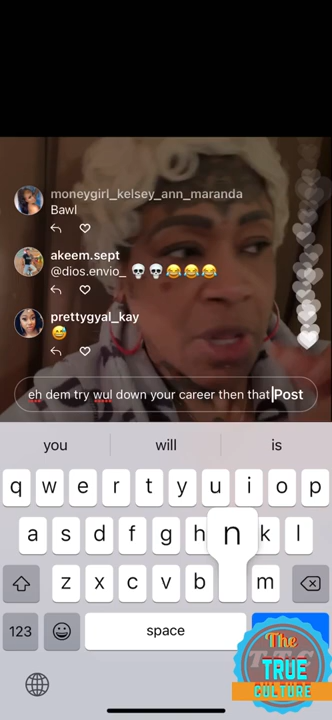 moneygirl_kelsey_ann_maranda
Bawl
akeem.sept
@dios.envio_ 💀💀😂😂😂
prettygyal_kay
😅
eh dem try wul down your career then that Post
you will is
q w e r t y u i o p
a s d f g h n k l
z x c v b m
123 space
The
TRUE
CULTURE